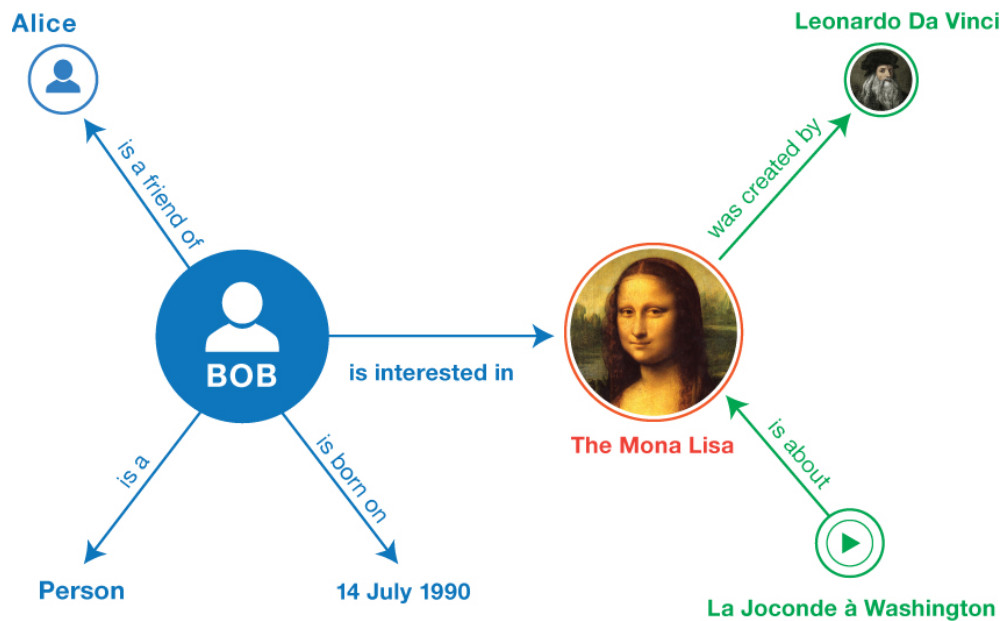 Alice
Leonardo Da Vinci
is a friend of
was created by
BOB
is interested in
The Mona Lisa
is a
is born on
is about
Person
14 July 1990
La Joconde à Washington